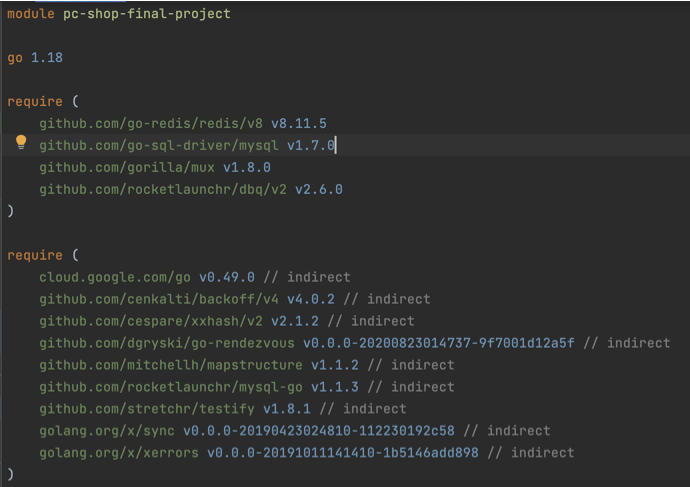 module pc-shop-final-project
go 1.18
require (
github.com/go-redis/redis/v8 v8.11.5
github.com/go-sql-driver/mysql v1.7.0
github.com/gorilla/mux v1.8.0
github.com/rocketlaunchr/dbq/v2 v2.6.0
)
require (
cloud.google.com/go v0.49.0 // indirect
github.com/cenkalti/backoff/v4 v4.0.2 // indirect
github.com/cespare/xxhash/v2 v2.1.2 // indirect
github.com/dgryski/go-rendezvous v0.0.0-20200823014737-9f7001d12a5f // indirect
github.com/mitchellh/mapstructure v1.1.2 // indirect
github.com/rocketlaunchr/mysql-go v1.1.3 // indirect
github.com/stretchr/testify v1.8.1 // indirect
golang.org/x/sync v0.0.0-20190423024810-112230192c58 // indirect
golang.org/x/xerrors v0.0.0-20191011141410-1b5146add898 // indirect
)